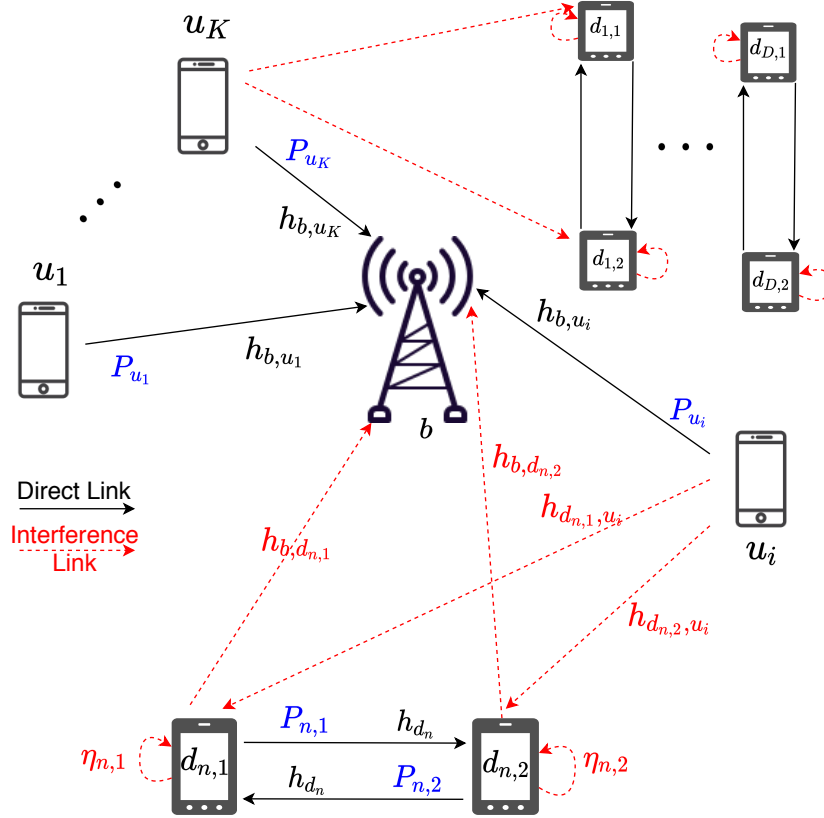 u_K
d_{1,1}
d_{D,1}
P_{u_K}
h_{b,u_K}
d_{1,2}
d_{D,2}
u_1
P_{u_1}
h_{b,u_1}
h_{b,u_i}
P_{u_i}
b
h_{b,d_{n,2}}
h_{d_{n,1},u_i}
Direct Link
Interference
Link
h_{b,d_{n,1}}
u_i
h_{d_{n,2},u_i}
P_{n,1}
h_{d_n}
η_{n,1}
d_{n,1}
d_{n,2}
η_{n,2}
h_{d_n}
P_{n,2}